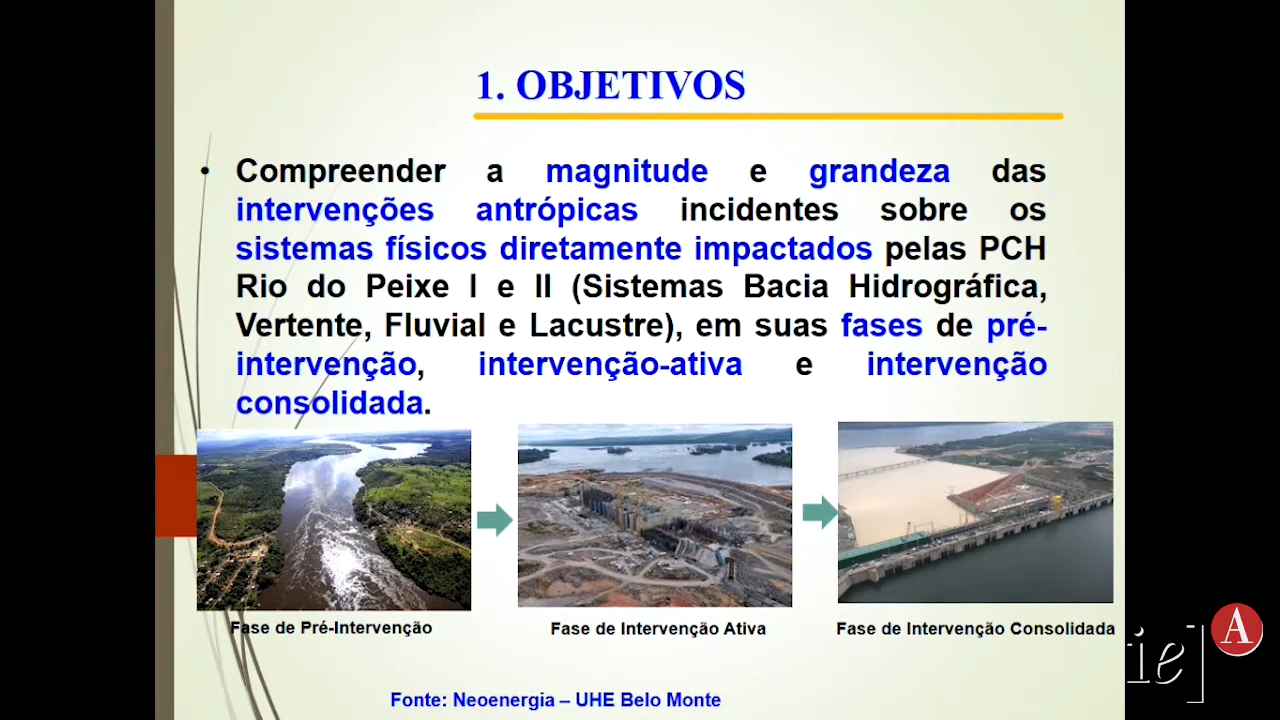 1. OBJETIVOS
• Compreender a magnitude e grandeza das
intervenções antrópicas incidentes sobre os
sistemas físicos diretamente impactados pelas PCH
Rio do Peixe I e II (Sistemas Bacia Hidrográfica,
Vertente, Fluvial e Lacustre), em suas fases de pré-
intervenção, intervenção-ativa e intervenção
consolidada.
Fase de Pré-Intervenção
Fase de Intervenção Ativa
Fase de Intervenção Consolidada
A
ie]
Fonte: Neoenergia – UHE Belo Monte